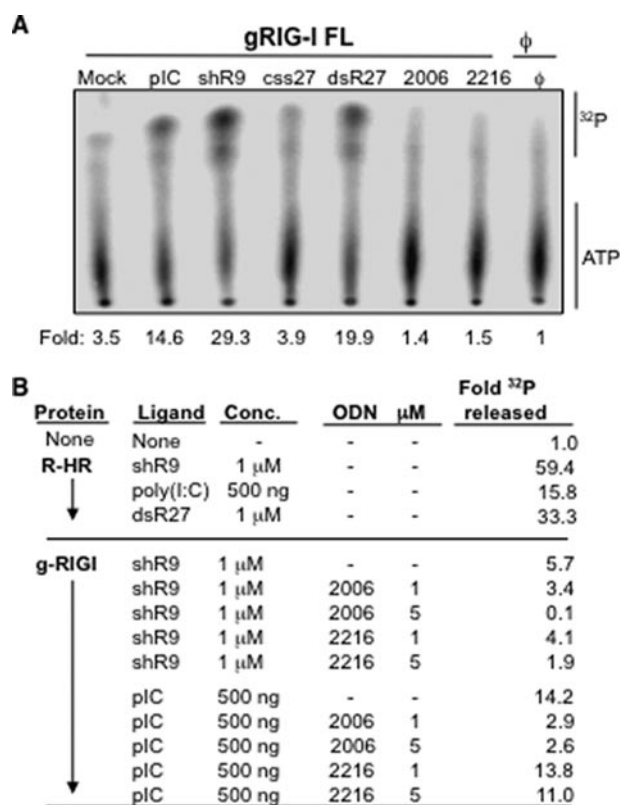 A
gRIG-I FL ϕ
Mock pIC shR9 css27 dsR27 2006 2216 ϕ
32P
ATP
Fold: 3.5 14.6 29.3 3.9 19.9 1.4 1.5 1
B
Protein Ligand Conc. ODN μM Fold 32P released
None None - - - 1.0
R-HR shR9 1 μM - - 59.4
poly(I:C) 500 ng - - 15.8
dsR27 1 μM - - 33.3
g-RIGI shR9 1 μM - - 5.7
shR9 1 μM 2006 1 3.4
shR9 1 μM 2006 5 0.1
shR9 1 μM 2216 1 4.1
shR9 1 μM 2216 5 1.9
pIC 500 ng - - 14.2
pIC 500 ng 2006 1 2.9
pIC 500 ng 2006 5 2.6
pIC 500 ng 2216 1 13.8
pIC 500 ng 2216 5 11.0